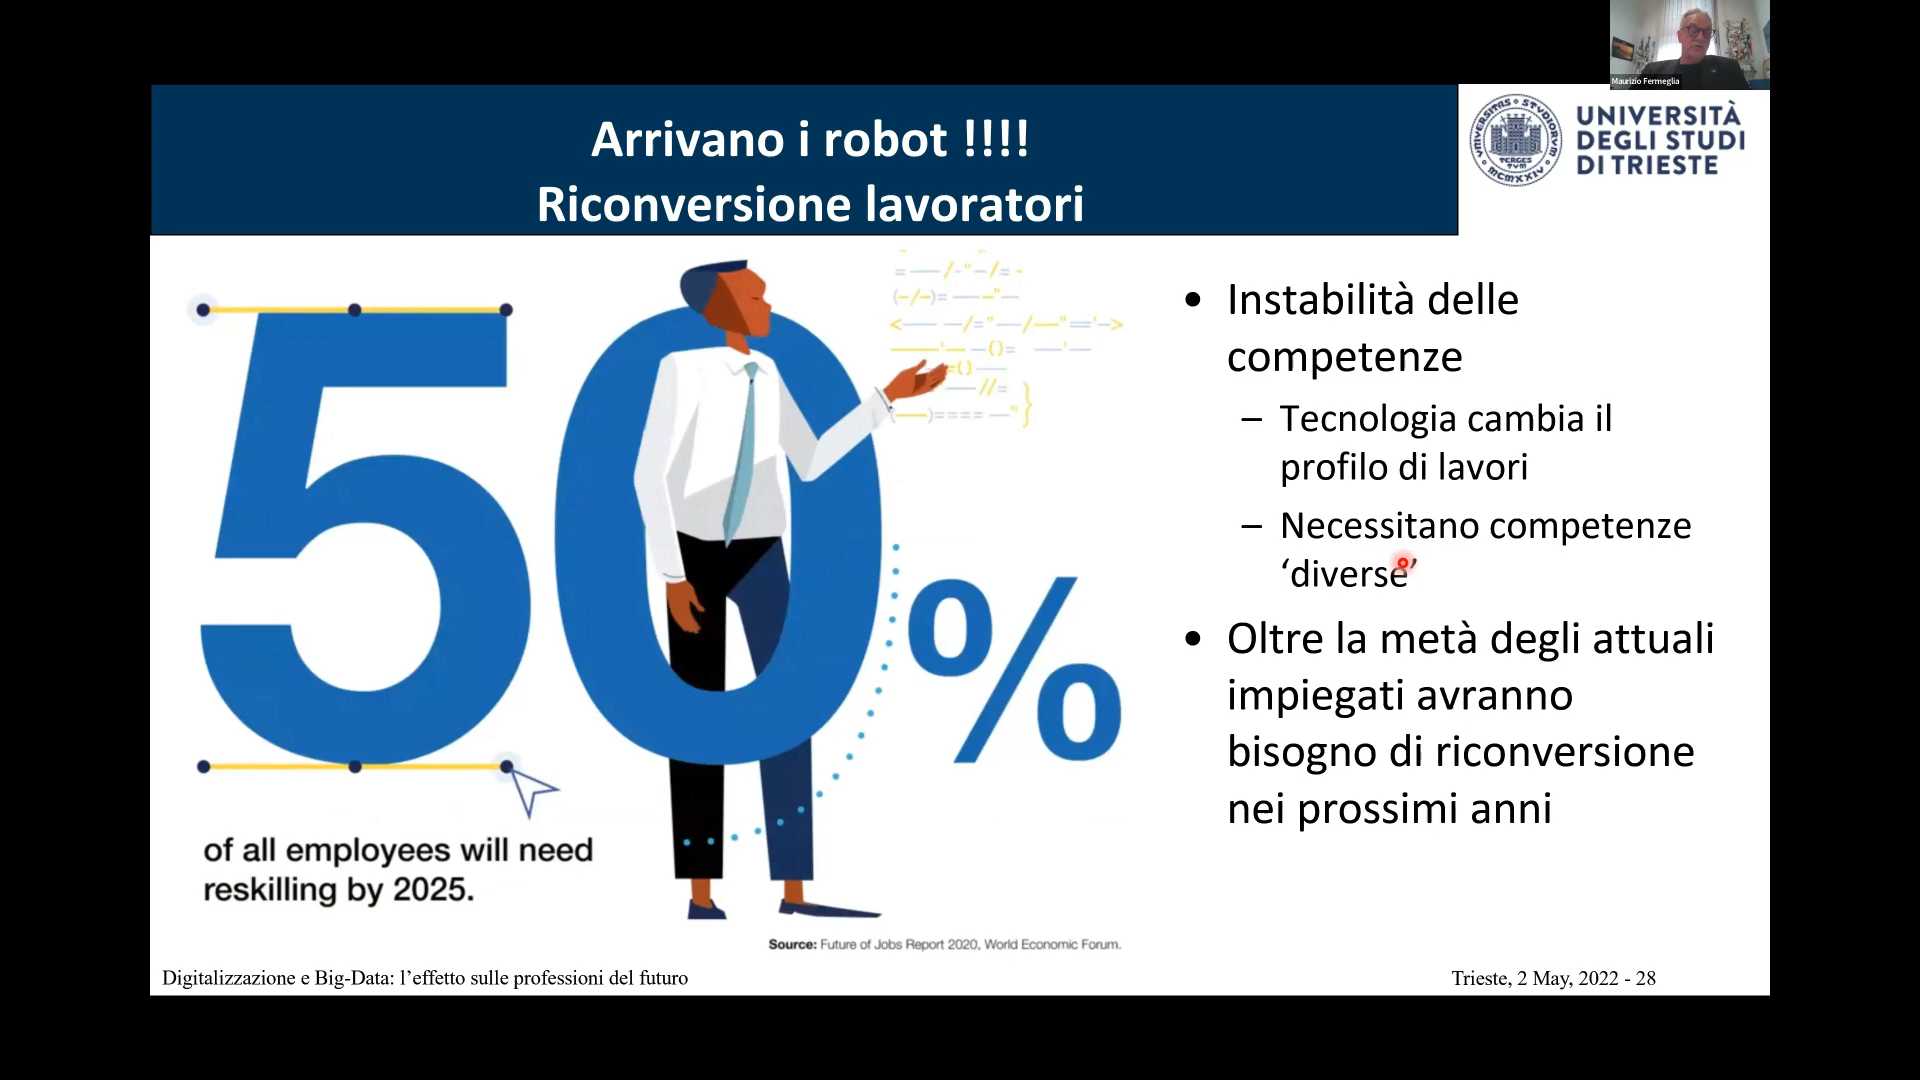 Maurizio Fermeglia
Arrivano i robot !!!!
Riconversione lavoratori
UNIVERSITÀ
DEGLI STUDI
DI TRIESTE
50%
of all employees will need
reskilling by 2025.
Source: Future of Jobs Report 2020, World Economic Forum.
• Instabilità delle
competenze
– Tecnologia cambia il
profilo di lavori
– Necessitano competenze
‘diverse’
• Oltre la metà degli attuali
impiegati avranno
bisogno di riconversione
nei prossimi anni
Digitalizzazione e Big-Data: l’effetto sulle professioni del futuro
Trieste, 2 May, 2022 - 28